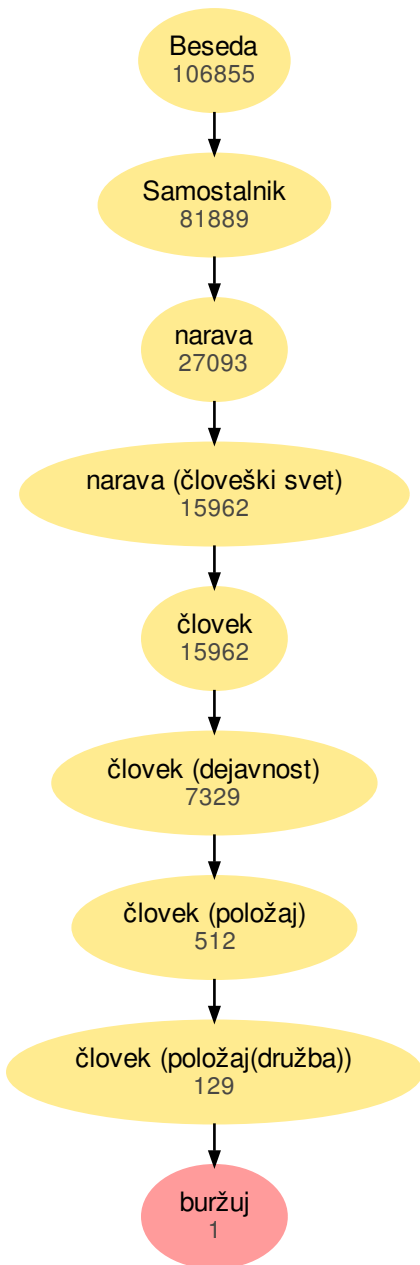 Beseda
106855
Samostalnik
81889
narava
27093
narava (človeški svet)
15962
človek
15962
človek (dejavnost)
7329
človek (položaj)
512
človek (položaj(družba))
129
buržuj
1